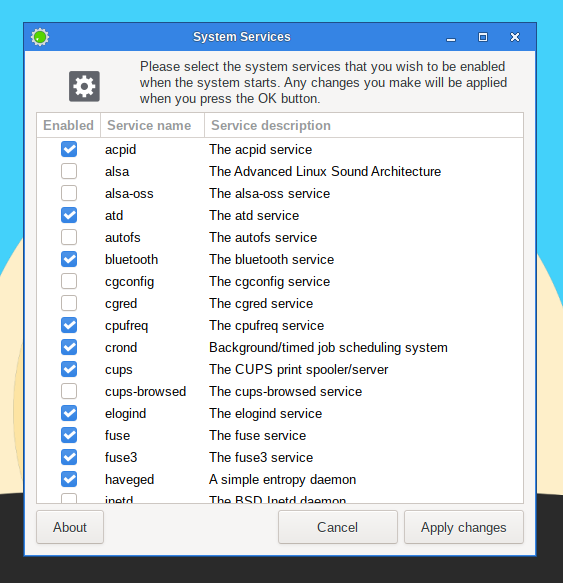 System Services
Please select the system services that you wish to be enabled
when the system starts. Any changes you make will be applied
when you press the OK button.
Enabled Service name Service description
acpid The acpid service
alsa The Advanced Linux Sound Architecture
alsa-oss The alsa-oss service
atd The atd service
autofs The autofs service
bluetooth The bluetooth service
cgconfig The cgconfig service
cgred The cgred service
cpufreq The cpufreq service
crond Background/timed job scheduling system
cups The CUPS print spooler/server
cups-browsed The cups-browsed service
elogind The elogind service
fuse The fuse service
fuse3 The fuse3 service
haveged A simple entropy daemon
inetd The BSD Inetd daemon
About Cancel Apply changes